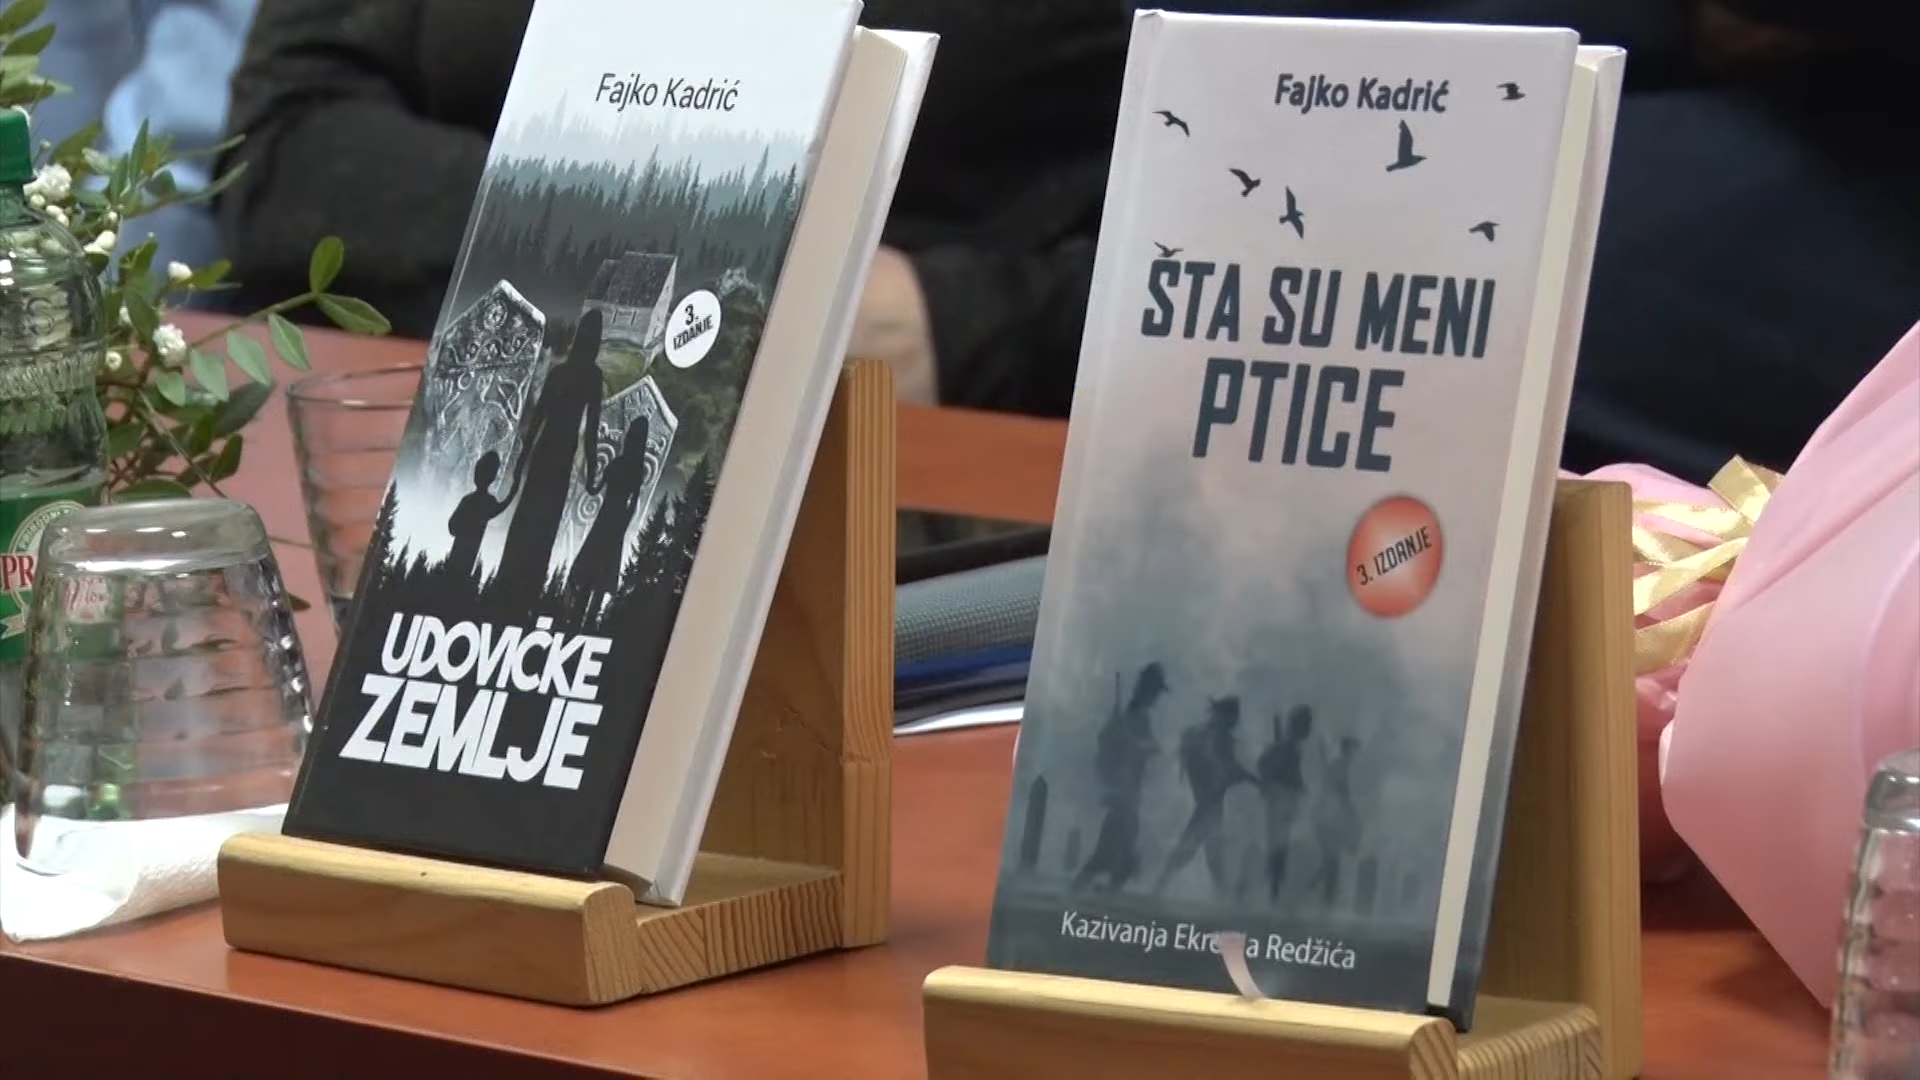 Fajko Kadrić
3.
IZDANJE
UDOVIČKE
ZEMLJE
Fajko Kadrić
ŠTA SU MENI
PTICE
3. IZDANJE
Kazivanja Redžića